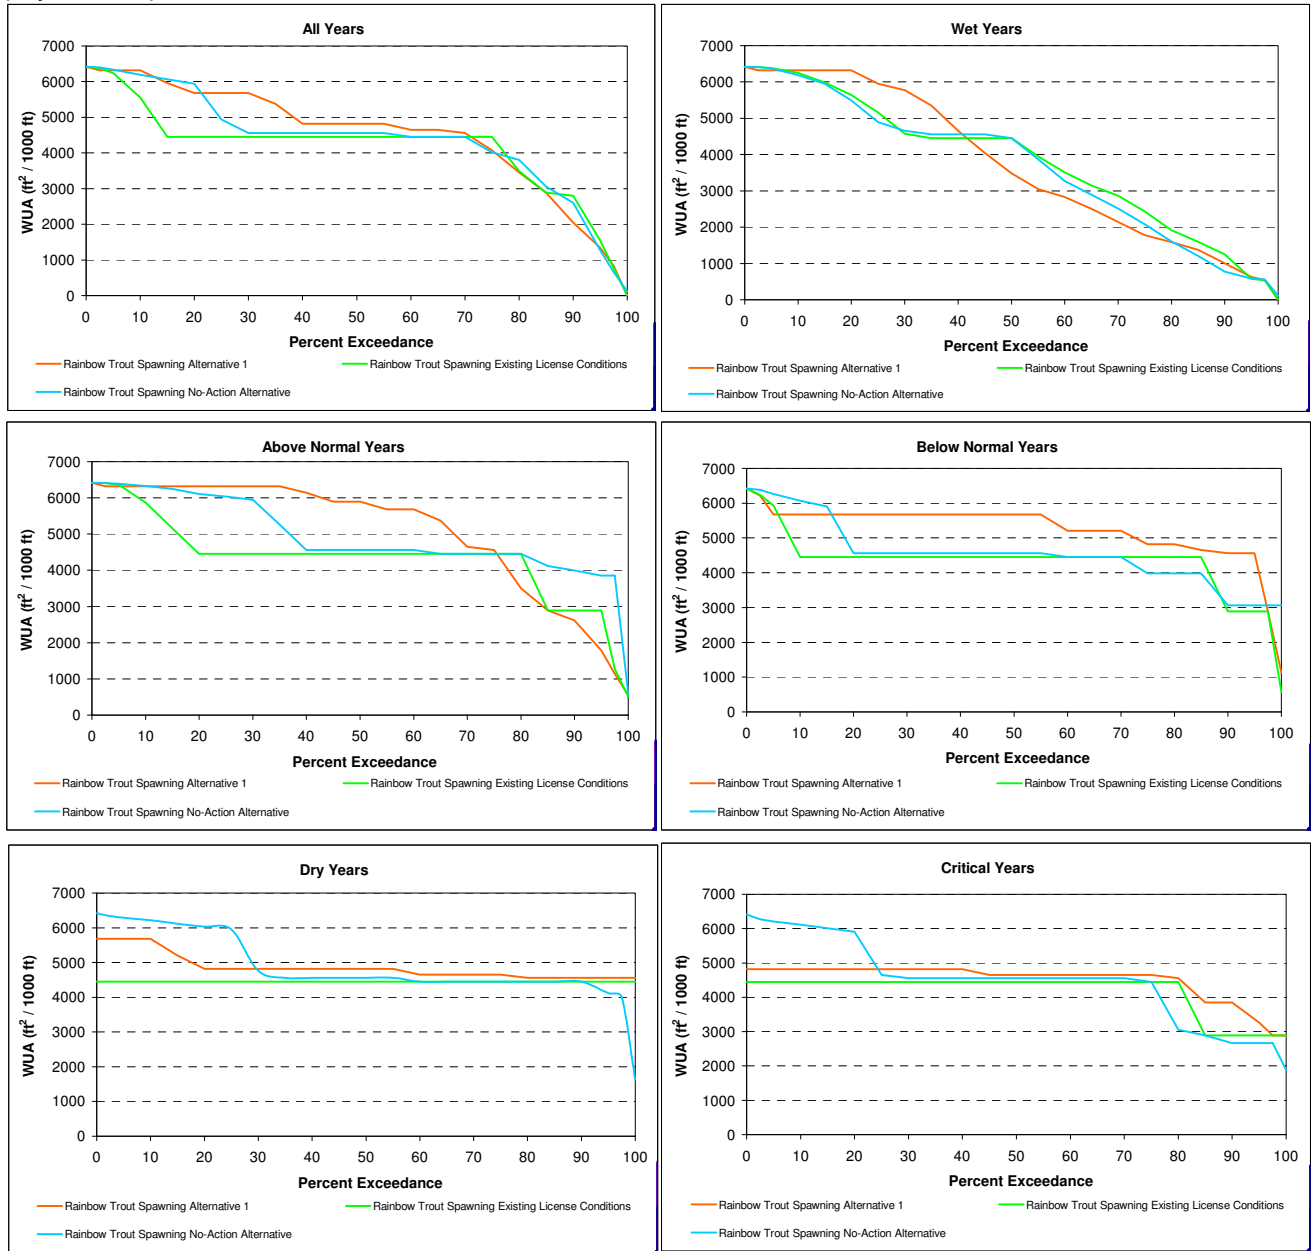 All Years
7000
6000
5000
4000
3000
2000
1000
0
WUA (ft² / 1000 ft)
0 10 20 30 40 50 60 70 80 90 100
Percent Exceedance
Rainbow Trout Spawning Alternative 1
Rainbow Trout Spawning Existing License Conditions
Rainbow Trout Spawning No-Action Alternative
Wet Years
7000
6000
5000
4000
3000
2000
1000
0
WUA (ft² / 1000 ft)
0 10 20 30 40 50 60 70 80 90 100
Percent Exceedance
Rainbow Trout Spawning Alternative 1
Rainbow Trout Spawning Existing License Conditions
Rainbow Trout Spawning No-Action Alternative
Above Normal Years
7000
6000
5000
4000
3000
2000
1000
0
WUA (ft² / 1000 ft)
0 10 20 30 40 50 60 70 80 90 100
Percent Exceedance
Rainbow Trout Spawning Alternative 1
Rainbow Trout Spawning Existing License Conditions
Rainbow Trout Spawning No-Action Alternative
Below Normal Years
7000
6000
5000
4000
3000
2000
1000
0
WUA (ft² / 1000 ft)
0 10 20 30 40 50 60 70 80 90 100
Percent Exceedance
Rainbow Trout Spawning Alternative 1
Rainbow Trout Spawning Existing License Conditions
Rainbow Trout Spawning No-Action Alternative
Dry Years
7000
6000
5000
4000
3000
2000
1000
0
WUA (ft² / 1000 ft)
0 10 20 30 40 50 60 70 80 90 100
Percent Exceedance
Rainbow Trout Spawning Alternative 1
Rainbow Trout Spawning Existing License Conditions
Rainbow Trout Spawning No-Action Alternative
Critical Years
7000
6000
5000
4000
3000
2000
1000
0
WUA (ft² / 1000 ft)
0 10 20 30 40 50 60 70 80 90 100
Percent Exceedance
Rainbow Trout Spawning Alternative 1
Rainbow Trout Spawning Existing License Conditions
Rainbow Trout Spawning No-Action Alternative